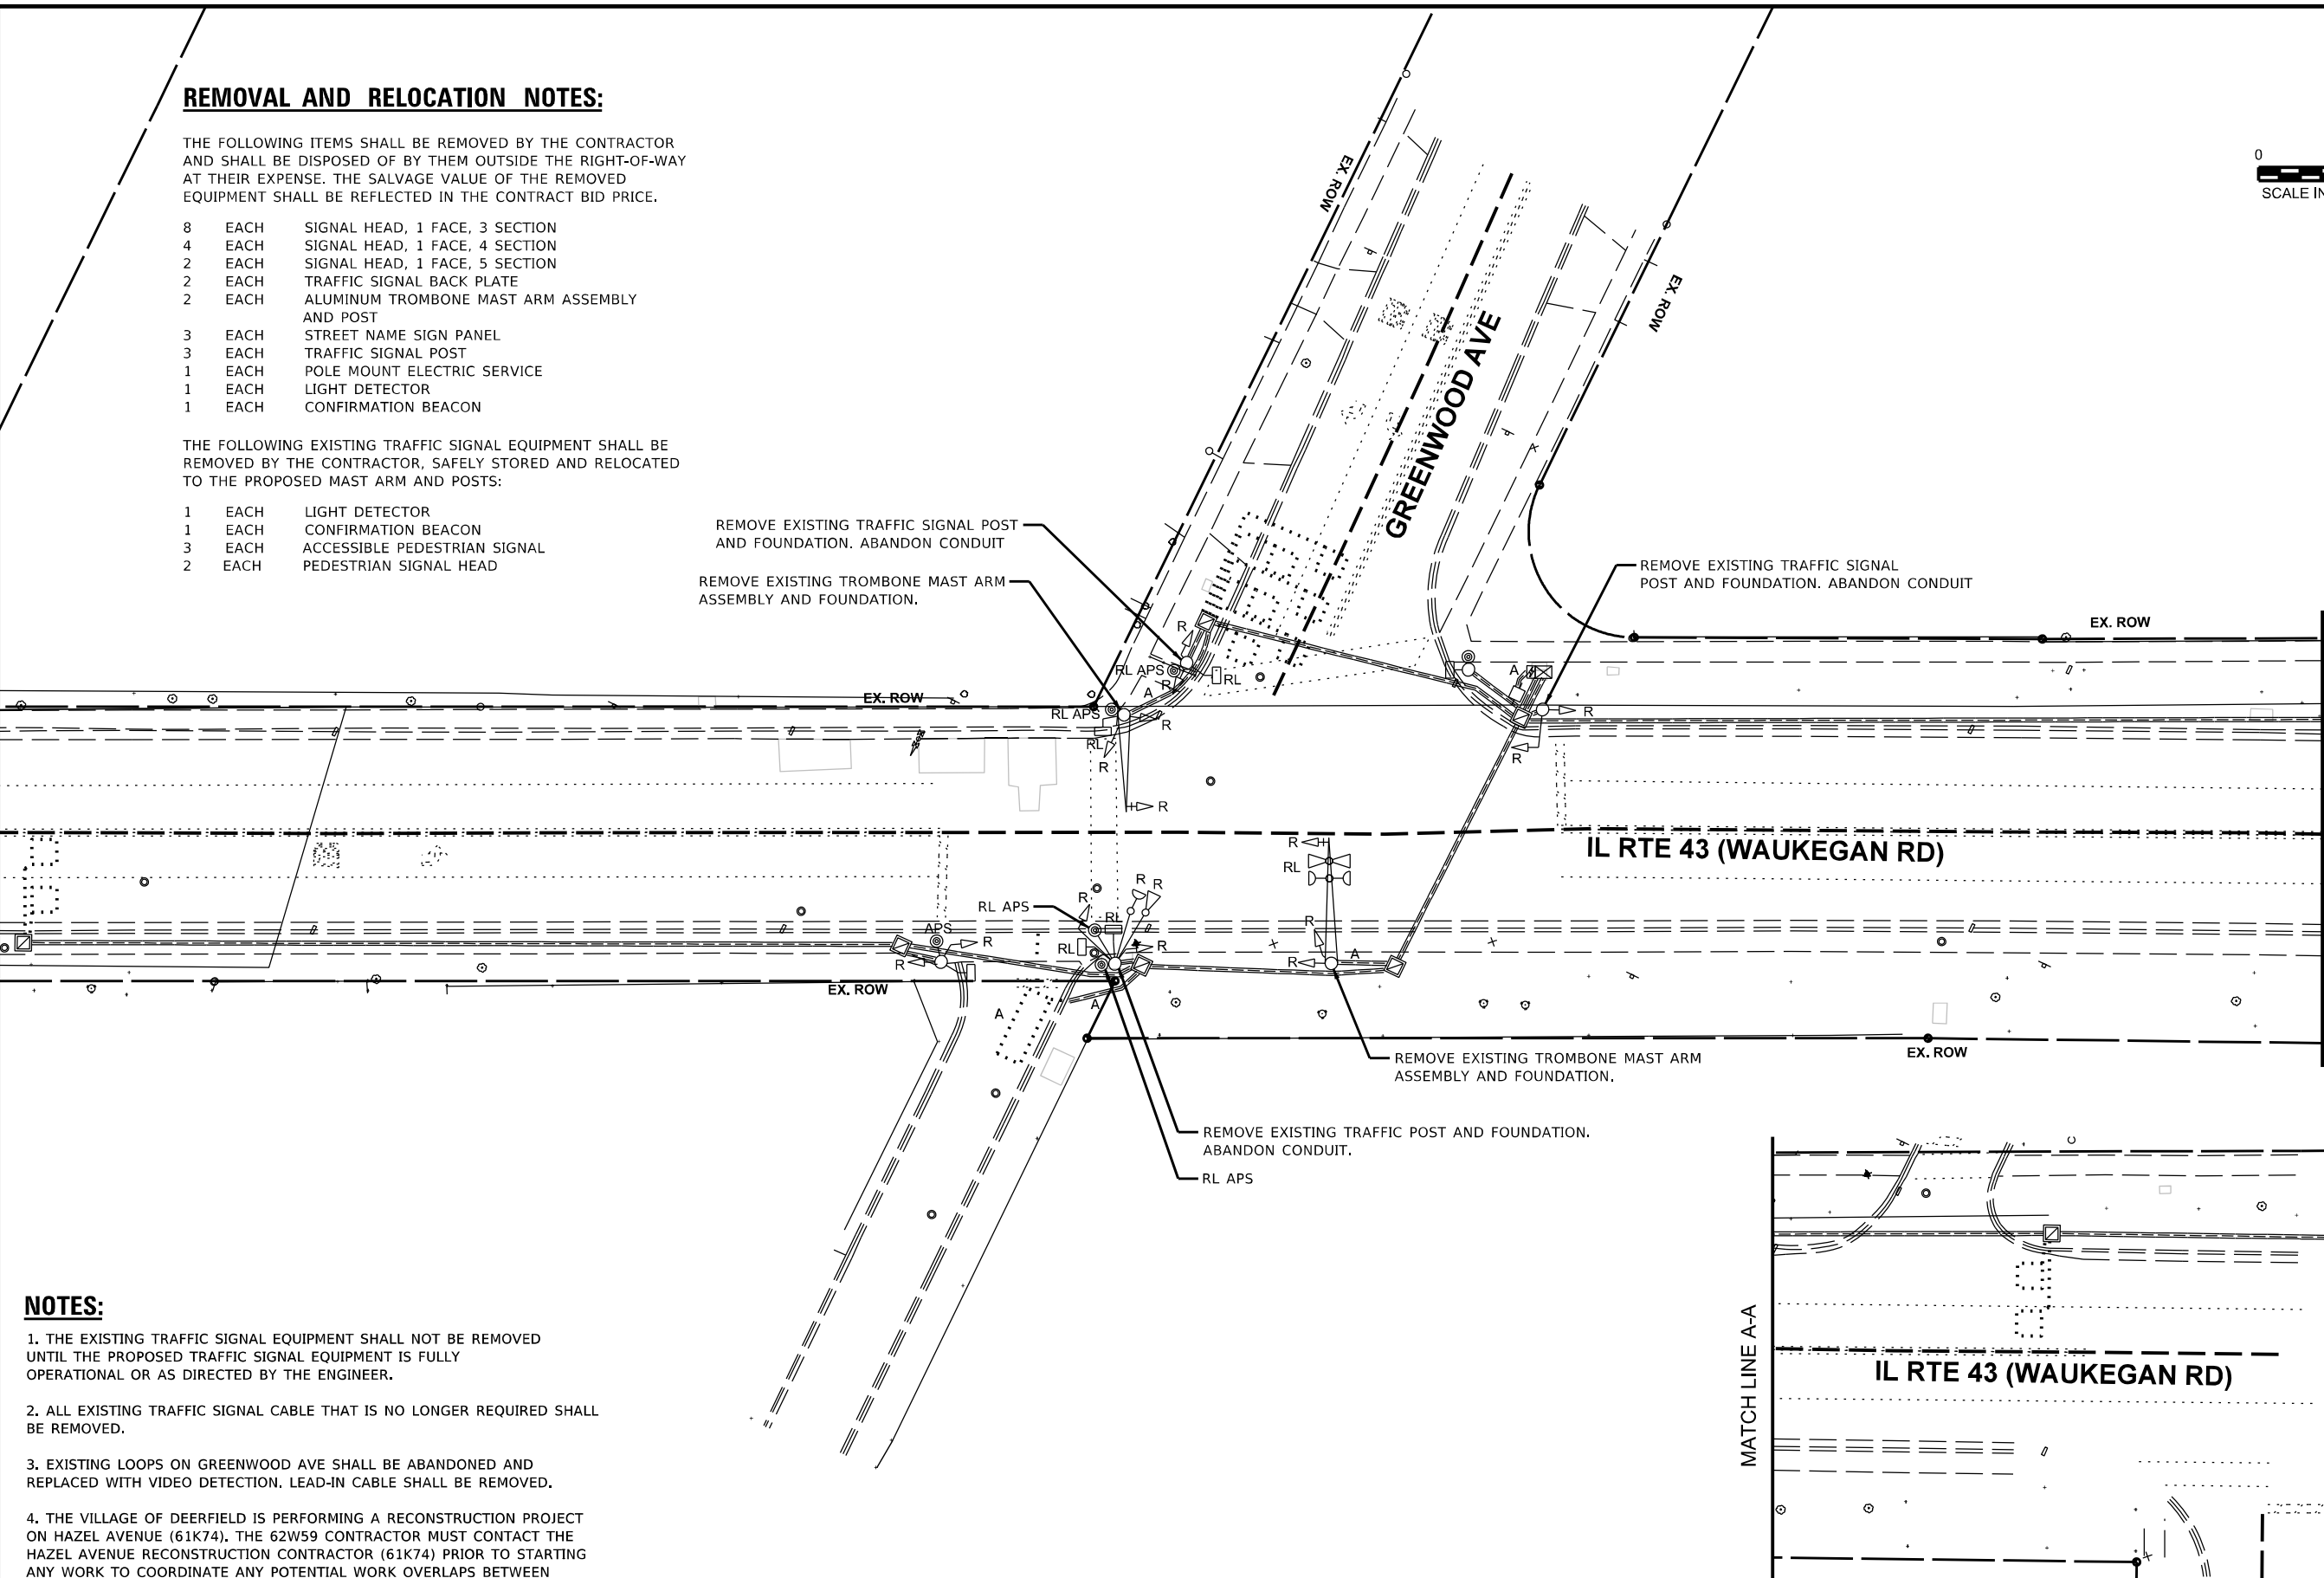 REMOVAL AND RELOCATION NOTES:
THE FOLLOWING ITEMS SHALL BE REMOVED BY THE CONTRACTOR
AND SHALL BE DISPOSED OF BY THEM OUTSIDE THE RIGHT-OF-WAY
AT THEIR EXPENSE. THE SALVAGE VALUE OF THE REMOVED
EQUIPMENT SHALL BE REFLECTED IN THE CONTRACT BID PRICE.
8 EACH SIGNAL HEAD, 1 FACE, 3 SECTION
4 EACH SIGNAL HEAD, 1 FACE, 4 SECTION
2 EACH SIGNAL HEAD, 1 FACE, 5 SECTION
2 EACH TRAFFIC SIGNAL BACK PLATE
2 EACH ALUMINUM TROMBONE MAST ARM ASSEMBLY
AND POST
3 EACH STREET NAME SIGN PANEL
3 EACH TRAFFIC SIGNAL POST
1 EACH POLE MOUNT ELECTRIC SERVICE
1 EACH LIGHT DETECTOR
1 EACH CONFIRMATION BEACON
THE FOLLOWING EXISTING TRAFFIC SIGNAL EQUIPMENT SHALL BE
REMOVED BY THE CONTRACTOR, SAFELY STORED AND RELOCATED
TO THE PROPOSED MAST ARM AND POSTS:
1 EACH LIGHT DETECTOR
1 EACH CONFIRMATION BEACON
3 EACH ACCESSIBLE PEDESTRIAN SIGNAL
2 EACH PEDESTRIAN SIGNAL HEAD
0
SCALE IN
EX. ROW
EX. ROW
GREENWOOD AVE
REMOVE EXISTING TRAFFIC SIGNAL POST
AND FOUNDATION. ABANDON CONDUIT
REMOVE EXISTING TROMBONE MAST ARM
ASSEMBLY AND FOUNDATION.
REMOVE EXISTING TRAFFIC SIGNAL
POST AND FOUNDATION. ABANDON CONDUIT
EX. ROW
R
RL APS
RL
R
A
A
EX. ROW
RL APS
R
R
RL
R
R
R
IL RTE 43 (WAUKEGAN RD)
R
RL
R
R
R
RL APS
RL
R
APS
R
RL
R
R
R
A
EX. ROW
A
A
REMOVE EXISTING TROMBONE MAST ARM
ASSEMBLY AND FOUNDATION.
EX. ROW
REMOVE EXISTING TRAFFIC POST AND FOUNDATION.
ABANDON CONDUIT.
RL APS
NOTES:
1. THE EXISTING TRAFFIC SIGNAL EQUIPMENT SHALL NOT BE REMOVED
UNTIL THE PROPOSED TRAFFIC SIGNAL EQUIPMENT IS FULLY
OPERATIONAL OR AS DIRECTED BY THE ENGINEER.
2. ALL EXISTING TRAFFIC SIGNAL CABLE THAT IS NO LONGER REQUIRED SHALL
BE REMOVED.
3. EXISTING LOOPS ON GREENWOOD AVE SHALL BE ABANDONED AND
REPLACED WITH VIDEO DETECTION. LEAD-IN CABLE SHALL BE REMOVED.
4. THE VILLAGE OF DEERFIELD IS PERFORMING A RECONSTRUCTION PROJECT
ON HAZEL AVENUE (61K74). THE 62W59 CONTRACTOR MUST CONTACT THE
HAZEL AVENUE RECONSTRUCTION CONTRACTOR (61K74) PRIOR TO STARTING
ANY WORK TO COORDINATE ANY POTENTIAL WORK OVERLAPS BETWEEN
MATCH LINE A-A
IL RTE 43 (WAUKEGAN RD)